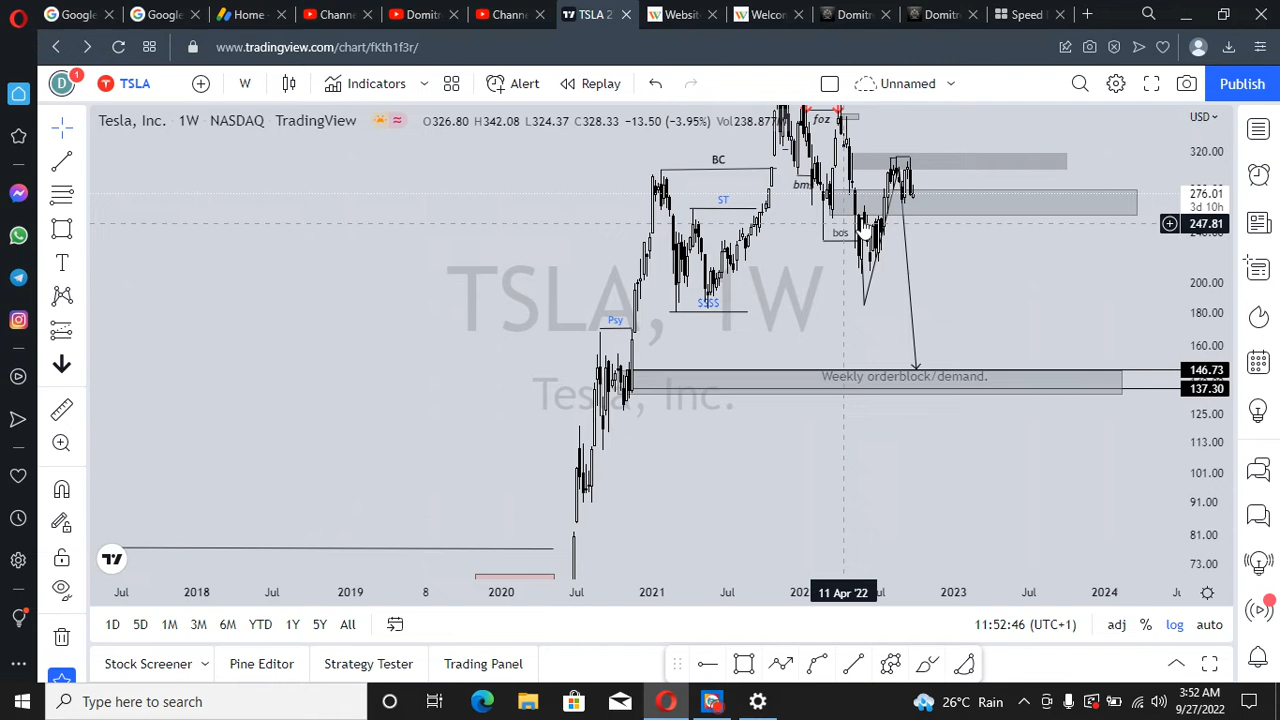 Google
Google
Home -
Channe
Domitr
Channe
TSLA 2
Website
Welcon
Domitr
Domitr
Speed
www.tradingview.com/chart/fKth1f3r/
D
1
TSLA
W
Indicators
Alert
Replay
Unnamed
Publish
Tesla, Inc. · 1W · NASDAQ · TradingView
O326.80 H342.08 L324.37 C328.33 −13.50 (−3.95%) Vol238.877
USD
foz
BC
bms
ST
bos
$$$$
Psy
TSLA, 1W
Tesla, Inc.
Weekly orderblock/demand.
320.00
276.01
3d 10h
247.81
200.00
180.00
160.00
146.73
137.30
125.00
113.00
101.00
91.00
81.00
73.00
Jul 2018 Jul 2019 8 2020 Jul 2021 Jul 11 Apr '22 2023 Jul 2024
1D 5D 1M 3M 6M YTD 1Y 5Y All
11:52:46 (UTC+1) adj % log auto
Stock Screener Pine Editor Strategy Tester Trading Panel
Type here to search
26°C Rain
3:52 AM
9/27/2022